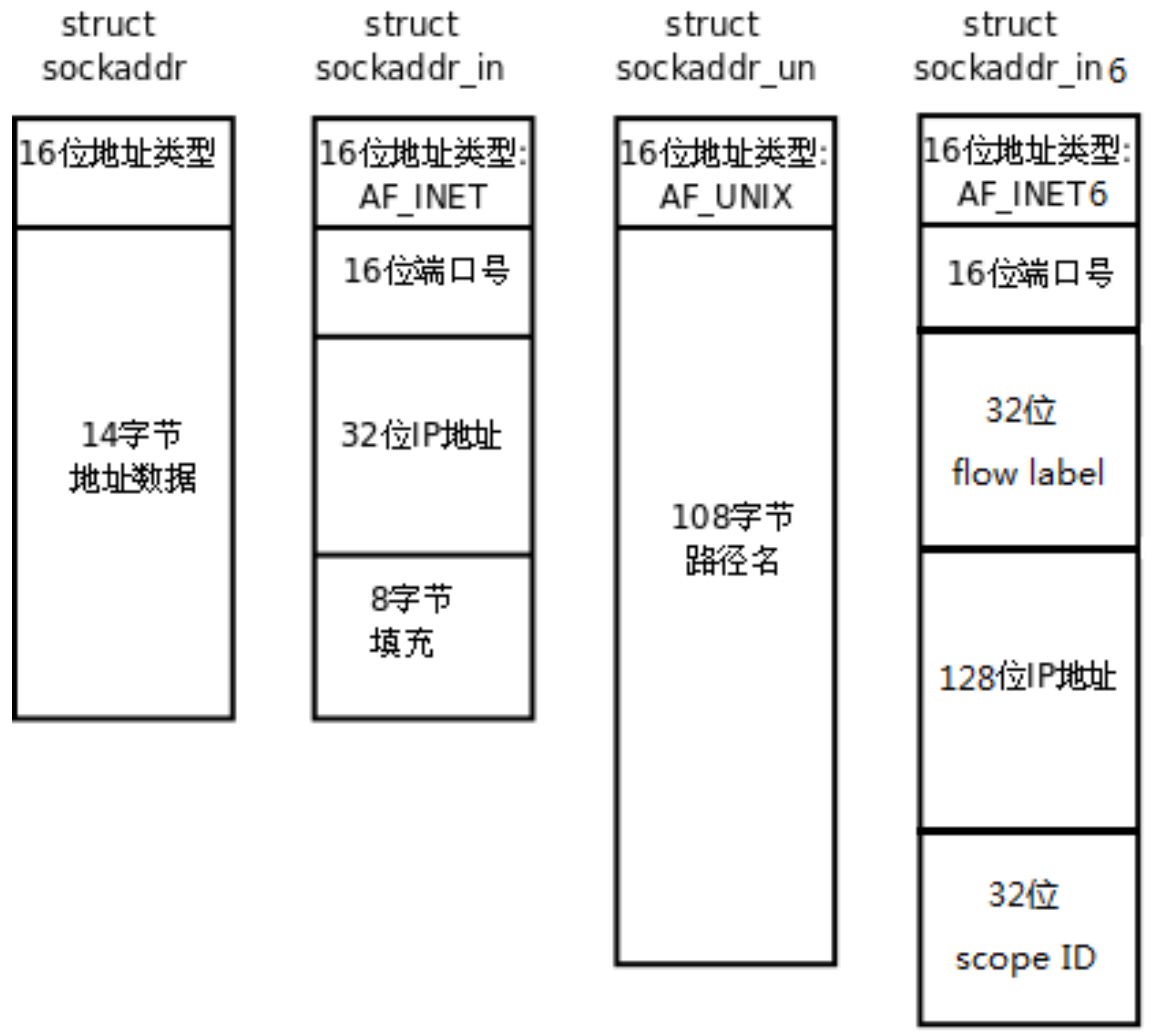 struct
sockaddr
16位地址类型
14字节
地址数据
struct
sockaddr_in
16位地址类型:
AF_INET
16位端口号
32位IP地址
8字节
填充
struct
sockaddr_un
16位地址类型:
AF_UNIX
108字节
路径名
struct
sockaddr_in6
16位地址类型:
AF_INET6
16位端口号
32位
flow label
128位IP地址
32位
scope ID